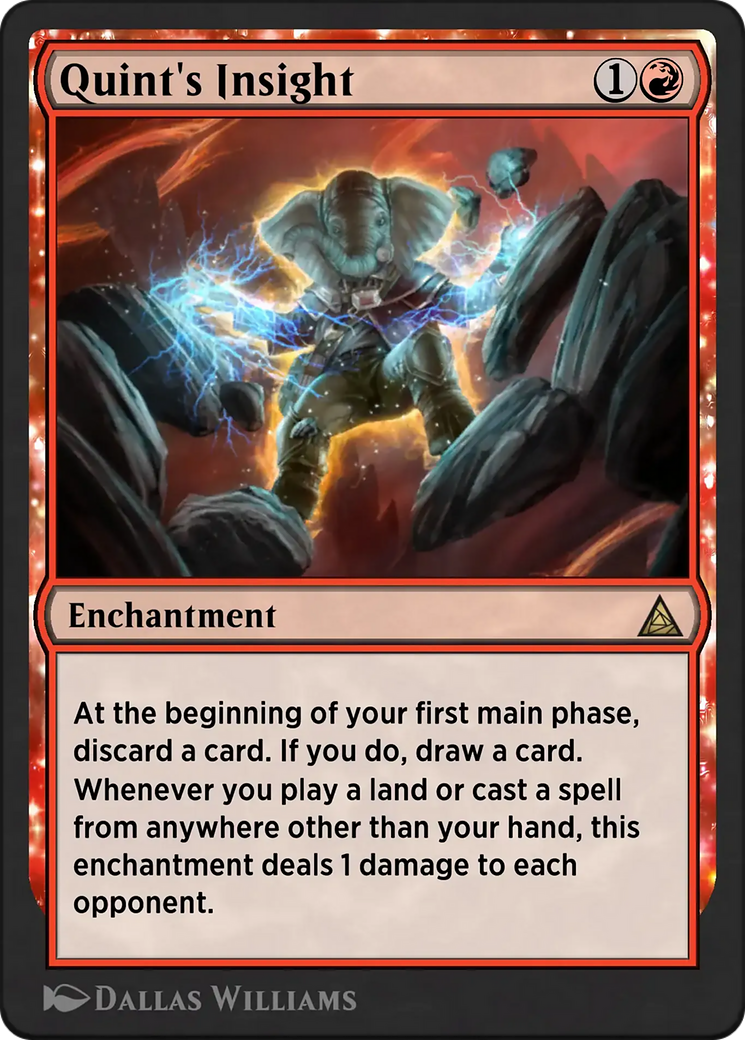 Quint's Insight 1
Enchantment
At the beginning of your first main phase,
discard a card. If you do, draw a card.
Whenever you play a land or cast a spell
from anywhere other than your hand, this
enchantment deals 1 damage to each
opponent.
Dallas Williams